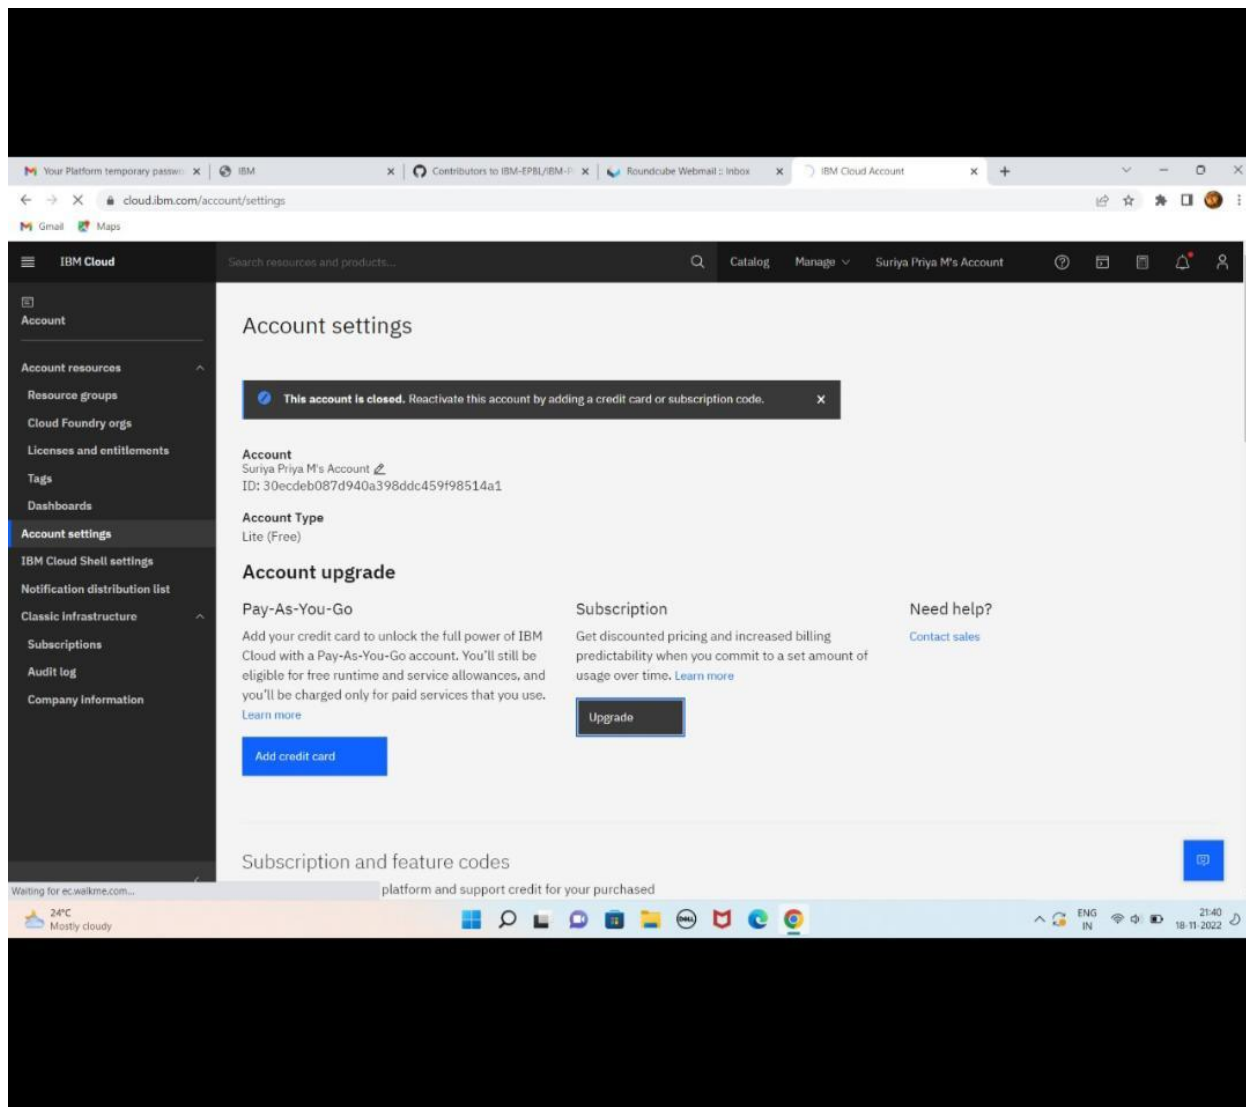 Your Platform temporary passw
IBM
Contributors to IBM-EPBL/IBM-P
Roundcube Webmail :: Inbox
IBM Cloud Account
cloud.ibm.com/account/settings
Gmail
Maps
IBM Cloud
Search resources and products...
Catalog
Manage
Suriya Priya M's Account
Account
Account resources
Resource groups
Cloud Foundry orgs
Licenses and entitlements
Tags
Dashboards
Account settings
IBM Cloud Shell settings
Notification distribution list
Classic infrastructure
Subscriptions
Audit log
Company information
Account settings
This account is closed. Reactivate this account by adding a credit card or subscription code.
Account
Suriya Priya M's Account
ID: 30ecdeb087d940a398ddc459f98514a1
Account Type
Lite (Free)
Account upgrade
Pay-As-You-Go
Add your credit card to unlock the full power of IBM
Cloud with a Pay-As-You-Go account. You'll still be
eligible for free runtime and service allowances, and
you'll be charged only for paid services that you use.
Learn more
Add credit card
Subscription
Get discounted pricing and increased billing
predictability when you commit to a set amount of
usage over time. Learn more
Upgrade
Need help?
Contact sales
Subscription and feature codes
platform and support credit for your purchased
Waiting for ec.walkme.com...
24°C
Mostly cloudy
DELL
ENG
IN
21:40
18-11-2022